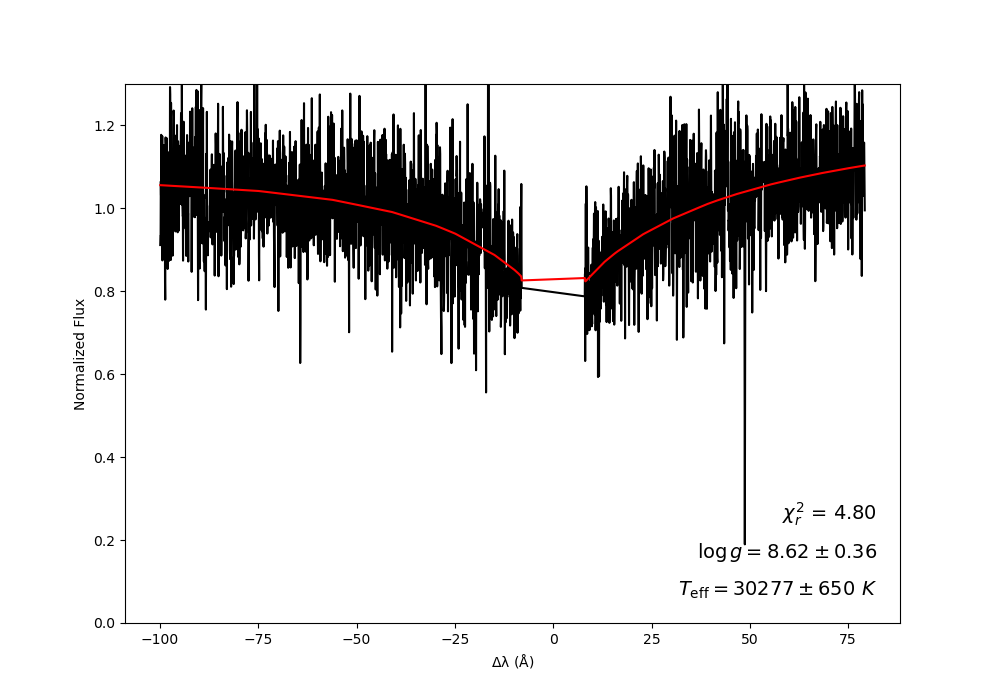 1.2
1.0
0.8
0.6
0.4
0.2
0.0
Normalized Flux
χ²ᵣ = 4.80
log g = 8.62 ± 0.36
T_eff = 30277 ± 650 K
−100 −75 −50 −25 0 25 50 75
Δλ (Å)